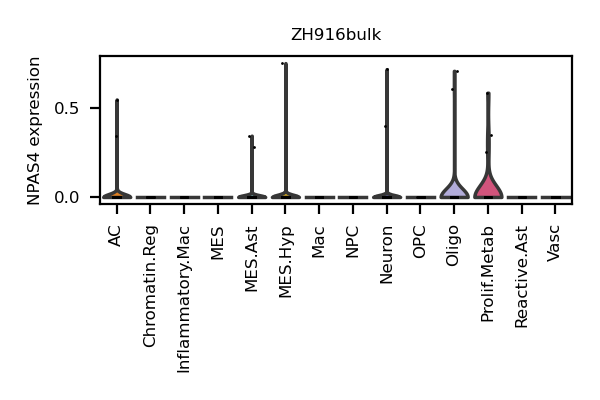 ZH916bulk
NPAS4 expression
0.5
0.0
AC
Chromatin.Reg
Inflammatory.Mac
MES
MES.Ast
MES.Hyp
Mac
NPC
Neuron
OPC
Oligo
Prolif.Metab
Reactive.Ast
Vasc